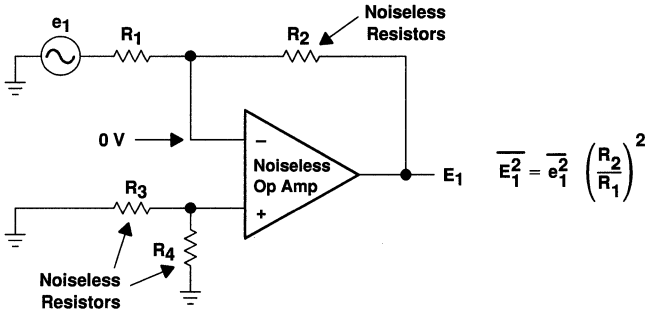 e1
R1
R2
Noiseless
Resistors
0 V
−
Noiseless
Op Amp
+
E1
R3
R4
Noiseless
Resistors
E1² = e1² (R2/R1)²